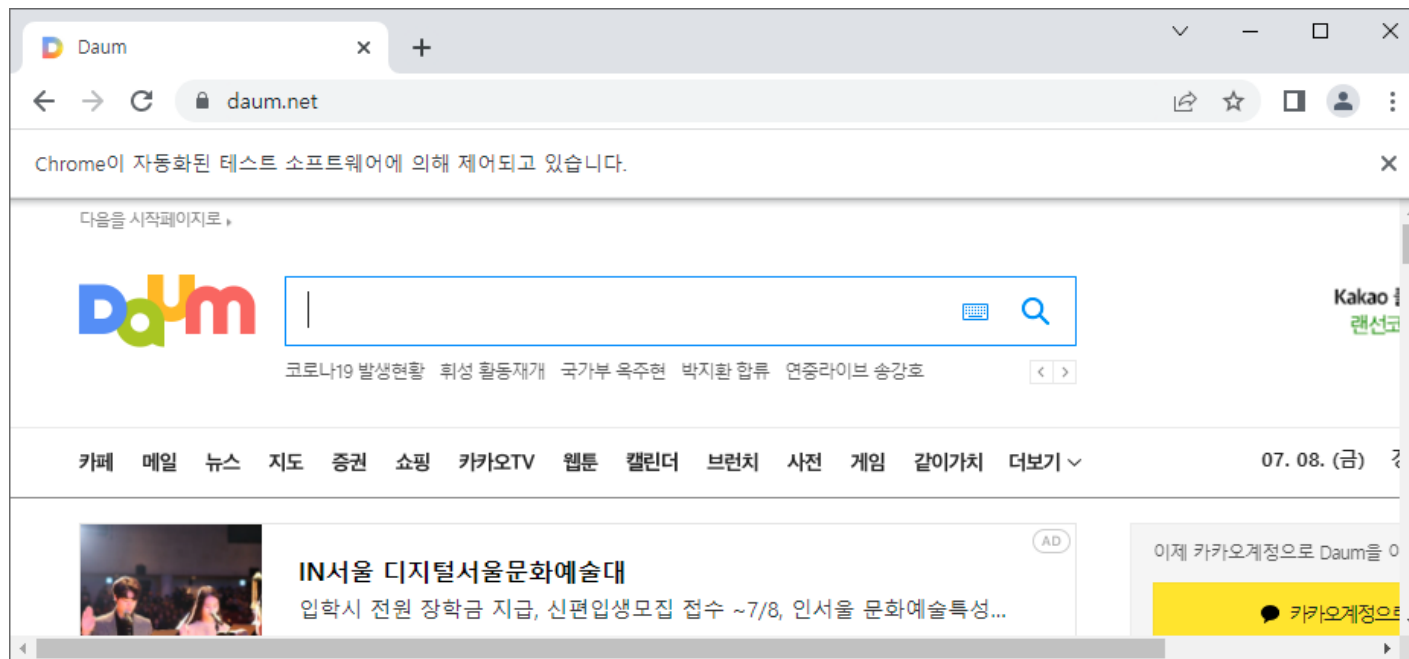 Daum
daum.net
Chrome이 자동화된 테스트 소프트웨어에 의해 제어되고 있습니다.
다음을 시작페이지로
Daum
Kakao
랜선코
코로나19 발생현황 휘성 활동재개 국가부 옥주현 박지환 합류 연중라이브 송강호
카페 메일 뉴스 지도 증권 쇼핑 카카오TV 웹툰 캘린더 브런치 사전 게임 같이가치 더보기
07. 08. (금)
AD
IN서울 디지털서울문화예술대
입학시 전원 장학금 지급, 신편입생모집 접수 ~7/8, 인서울 문화예술특성...
이제 카카오계정으로 Daum을 이
카카오계정으로